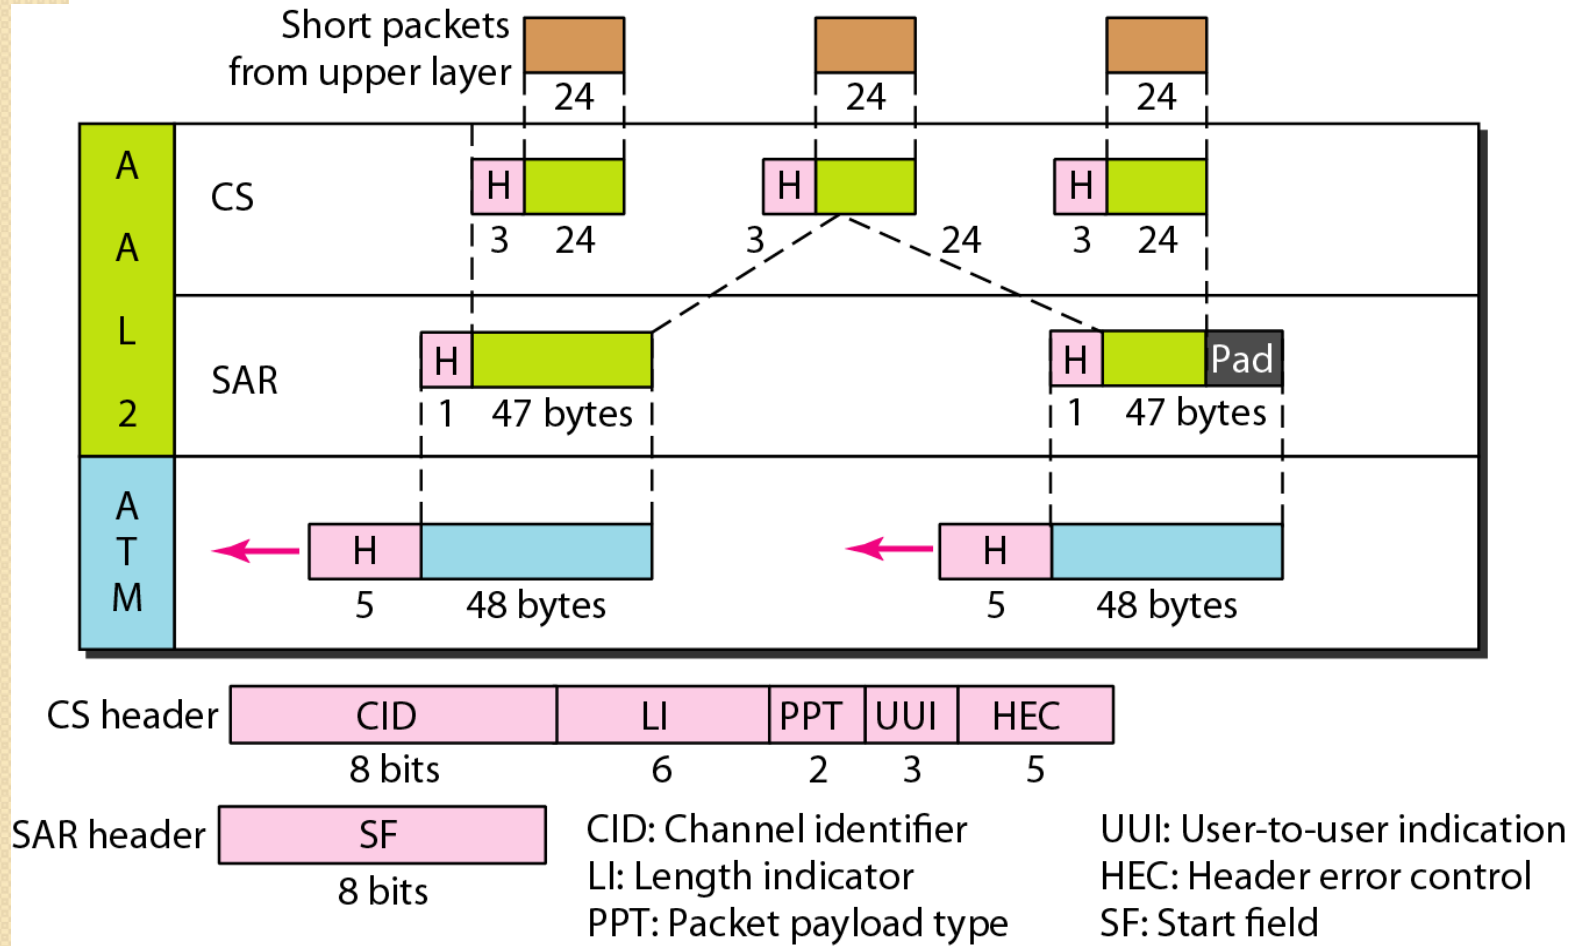 Short packets
from upper layer
24 24 24
A
A
L
2
CS
H H H
3 24 3 24 3 24
SAR
H H Pad
1 47 bytes 1 47 bytes
A
T
M
H H
5 48 bytes 5 48 bytes
CS header CID LI PPT UUI HEC
8 bits 6 2 3 5
SAR header SF
8 bits
CID: Channel identifier
LI: Length indicator
PPT: Packet payload type
UUI: User-to-user indication
HEC: Header error control
SF: Start field